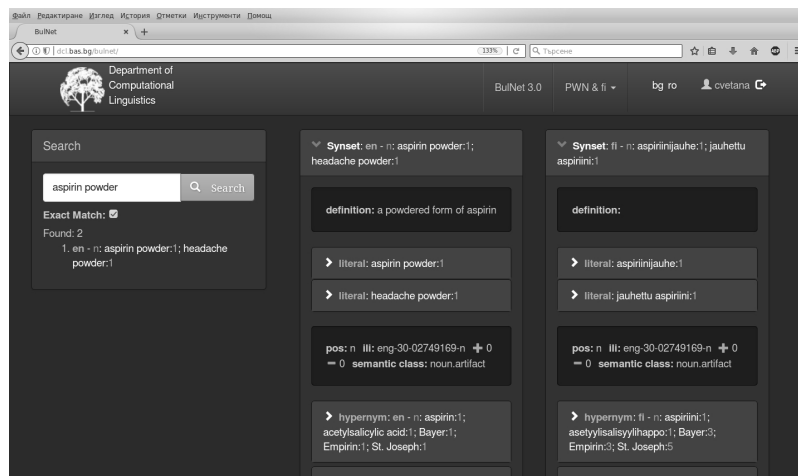 Файл Редактиране Изглед История Отметки Инструменти Помощ
BulNet × +
dcl.bas.bg/bulnet/ 133% Търсене
Department of
Computational
Linguistics
BulNet 3.0 PWN & fi bg ro cvetana
Search
aspirin powder Search
Exact Match:
Found: 2
1. en - n: aspirin powder:1; headache
powder:1
Synset: en - n: aspirin powder:1;
headache powder:1
definition: a powdered form of aspirin
literal: aspirin powder:1
literal: headache powder:1
pos: n ili: eng-30-02749169-n + 0
− 0 semantic class: noun.artifact
hypernym: en - n: aspirin:1;
acetylsalicylic acid:1; Bayer:1;
Empirin:1; St. Joseph:1
Synset: fi - n: aspiriinijauhe:1; jauhettu
aspiriini:1
definition:
literal: aspiriinijauhe:1
literal: jauhettu aspiriini:1
pos: n ili: eng-30-02749169-n + 0
− 0 semantic class: noun.artifact
hypernym: fi - n: aspiriini:1;
asetyylisalisyylihappo:1; Bayer:3;
Empirin:3; St. Joseph:5